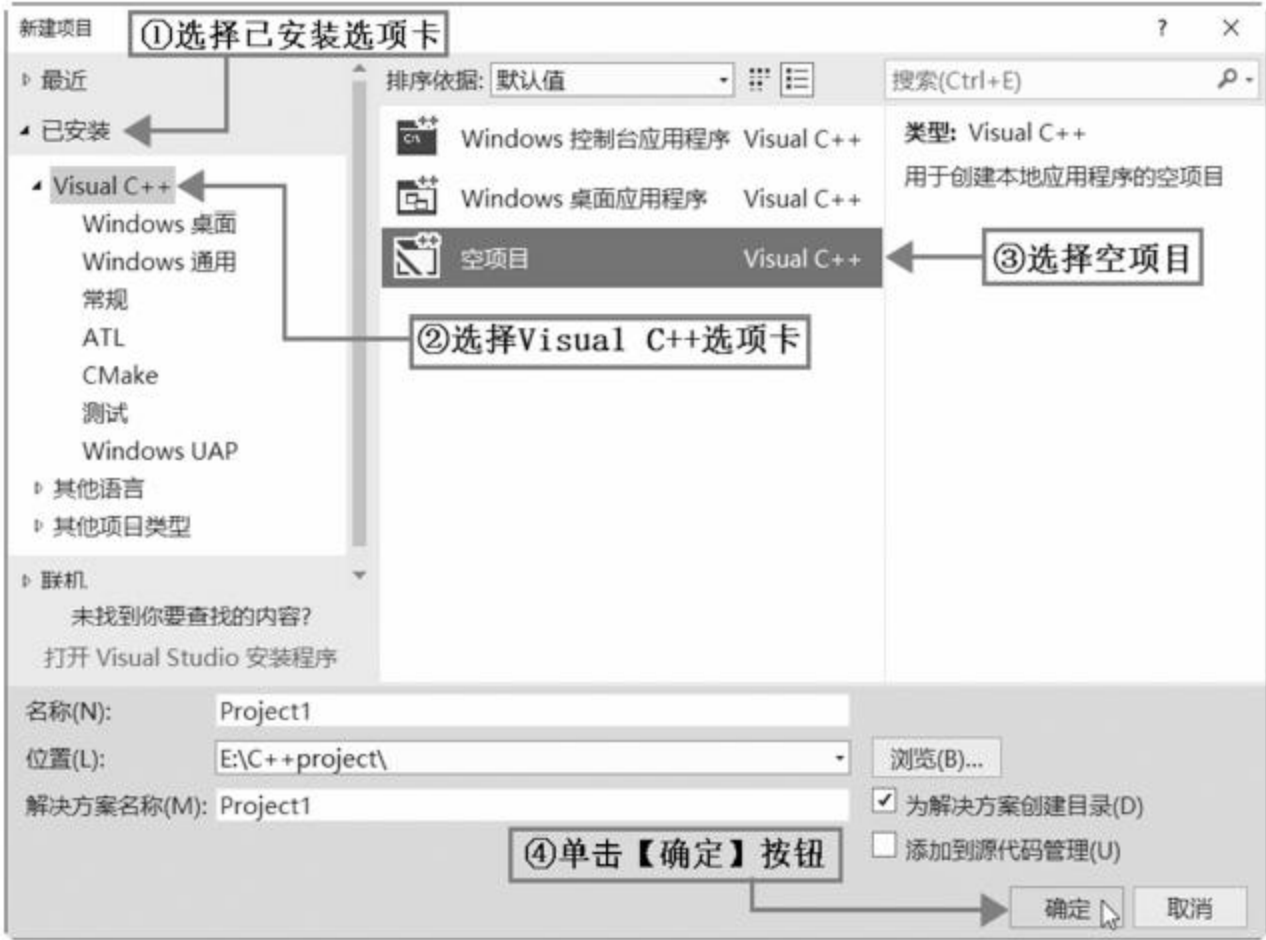 新建项目
①选择已安装选项卡
?
最近
已安装
Visual C++
Windows 桌面
Windows 通用
常规
ATL
CMake
测试
Windows UAP
其他语言
其他项目类型
联机
未找到你要查找的内容?
打开 Visual Studio 安装程序
排序依据: 默认值
Windows 控制台应用程序 Visual C++
Windows 桌面应用程序 Visual C++
空项目 Visual C++
②选择Visual C++选项卡
搜索(Ctrl+E)
类型: Visual C++
用于创建本地应用程序的空项目
③选择空项目
名称(N): Project1
位置(L): E:\C++project\ 浏览(B)...
解决方案名称(M): Project1
为解决方案创建目录(D)
添加到源代码管理(U)
④单击【确定】按钮
确定 取消